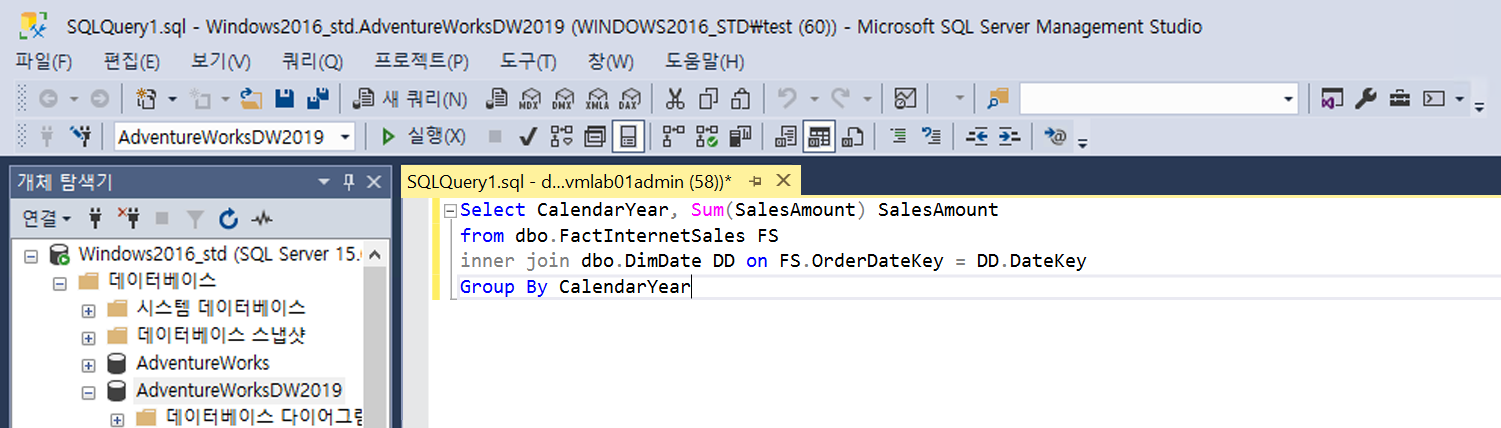 SQLQuery1.sql - Windows2016_std.AdventureWorksDW2019 (WINDOWS2016_STD₩test (60)) - Microsoft SQL Server Management Studio
파일(F) 편집(E) 보기(V) 쿼리(Q) 프로젝트(P) 도구(T) 창(W) 도움말(H)
새 쿼리(N) MDX DMX XMLA DAX
AdventureWorksDW2019 실행(X)
개체 탐색기
연결
Windows2016_std (SQL Server 15.
데이터베이스
시스템 데이터베이스
데이터베이스 스냅샷
AdventureWorks
AdventureWorksDW2019
데이터베이스 다이어그램
SQLQuery1.sql - d...vmlab01admin (58))*
Select CalendarYear, Sum(SalesAmount) SalesAmount
from dbo.FactInternetSales FS
inner join dbo.DimDate DD on FS.OrderDateKey = DD.DateKey
Group By CalendarYear